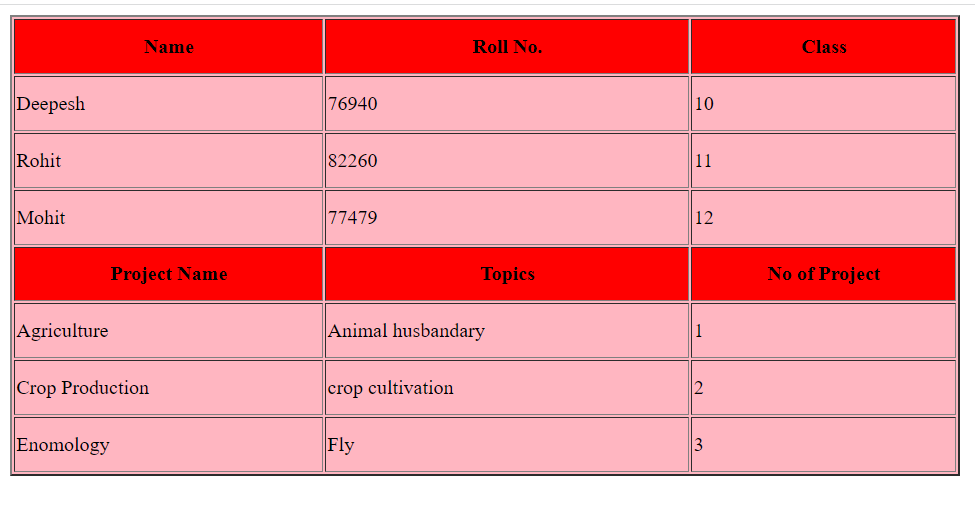 Name Roll No. Class
Deepesh 76940 10
Rohit 82260 11
Mohit 77479 12
Project Name Topics No of Project
Agriculture Animal husbandary 1
Crop Production crop cultivation 2
Enomology Fly 3